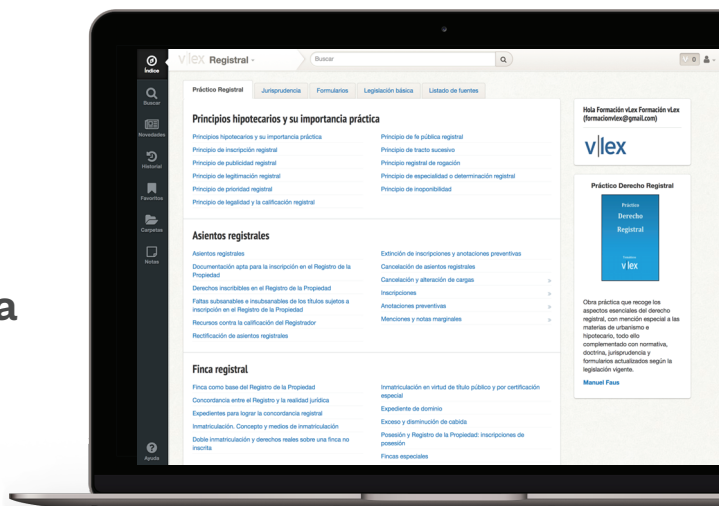 a
Índice
Buscar
Novedades
Historial
Favoritos
Carpetas
Notas
Ayuda
v|lex Registral
Buscar
0
Práctico Registral
Jurisprudencia
Formularios
Legislación básica
Listado de fuentes
Principios hipotecarios y su importancia práctica
Principios hipotecarios y su importancia práctica
Principio de inscripción registral
Principio de publicidad registral
Principio de legitimación registral
Principio de prioridad registral
Principio de legalidad y la calificación registral
Principio de fe pública registral
Principio de tracto sucesivo
Principio registral de rogación
Principio de especialidad o determinación registral
Principio de inoponibilidad
Asientos registrales
Asientos registrales
Documentación apta para la inscripción en el Registro de la
Propiedad
Derechos inscribibles en el Registro de la Propiedad
Faltas subsanables e insubsanables de los títulos sujetos a
inscripción en el Registro de la Propiedad
Recursos contra la calificación del Registrador
Rectificación de asientos registrales
Extinción de inscripciones y anotaciones preventivas
Cancelación de asientos registrales
Cancelación y alteración de cargas
Inscripciones
Anotaciones preventivas
Menciones y notas marginales
Finca registral
Finca como base del Registro de la Propiedad
Concordancia entre el Registro y la realidad jurídica
Expedientes para lograr la concordancia registral
Inmatriculación. Concepto y medios de inmatriculación
Doble inmatriculación y derechos reales sobre una finca no
inscrita
Inmatriculación en virtud de título público y por certificación
especial
Expediente de dominio
Exceso y disminución de cabida
Posesión y Registro de la Propiedad: inscripciones de
posesión
Fincas especiales
Hola Formación vLex Formación vLex
(formacionvlex@gmail.com)
v|lex
Práctico Derecho Registral
Práctico
Derecho
Registral
v|lex
Obra práctica que recoge los
aspectos esenciales del derecho
registral, con mención especial a las
materias de urbanismo e
hipotecario, todo ello
complementado con normativa,
doctrina, jurisprudencia y
formularios actualizados según la
legislación vigente.
Manuel Faus